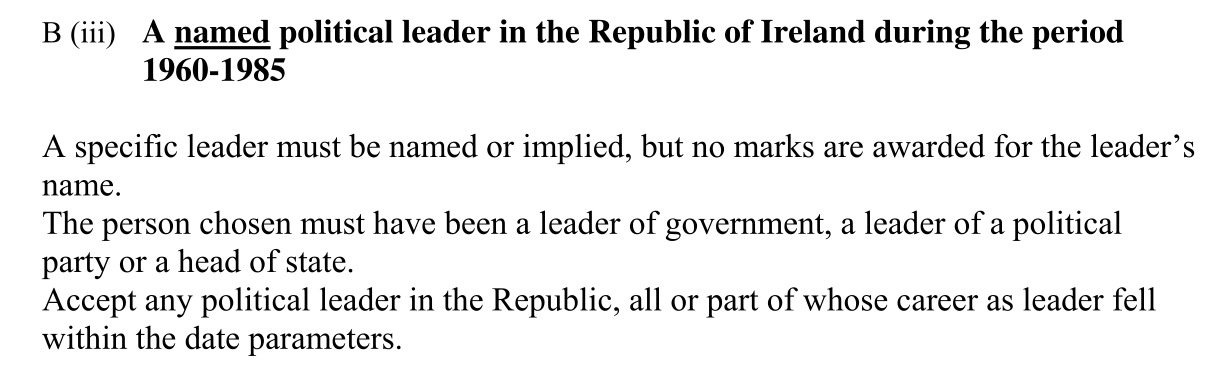 B (iii) A named political leader in the Republic of Ireland during the period
1960-1985
A specific leader must be named or implied, but no marks are awarded for the leader’s
name.
The person chosen must have been a leader of government, a leader of a political
party or a head of state.
Accept any political leader in the Republic, all or part of whose career as leader fell
within the date parameters.